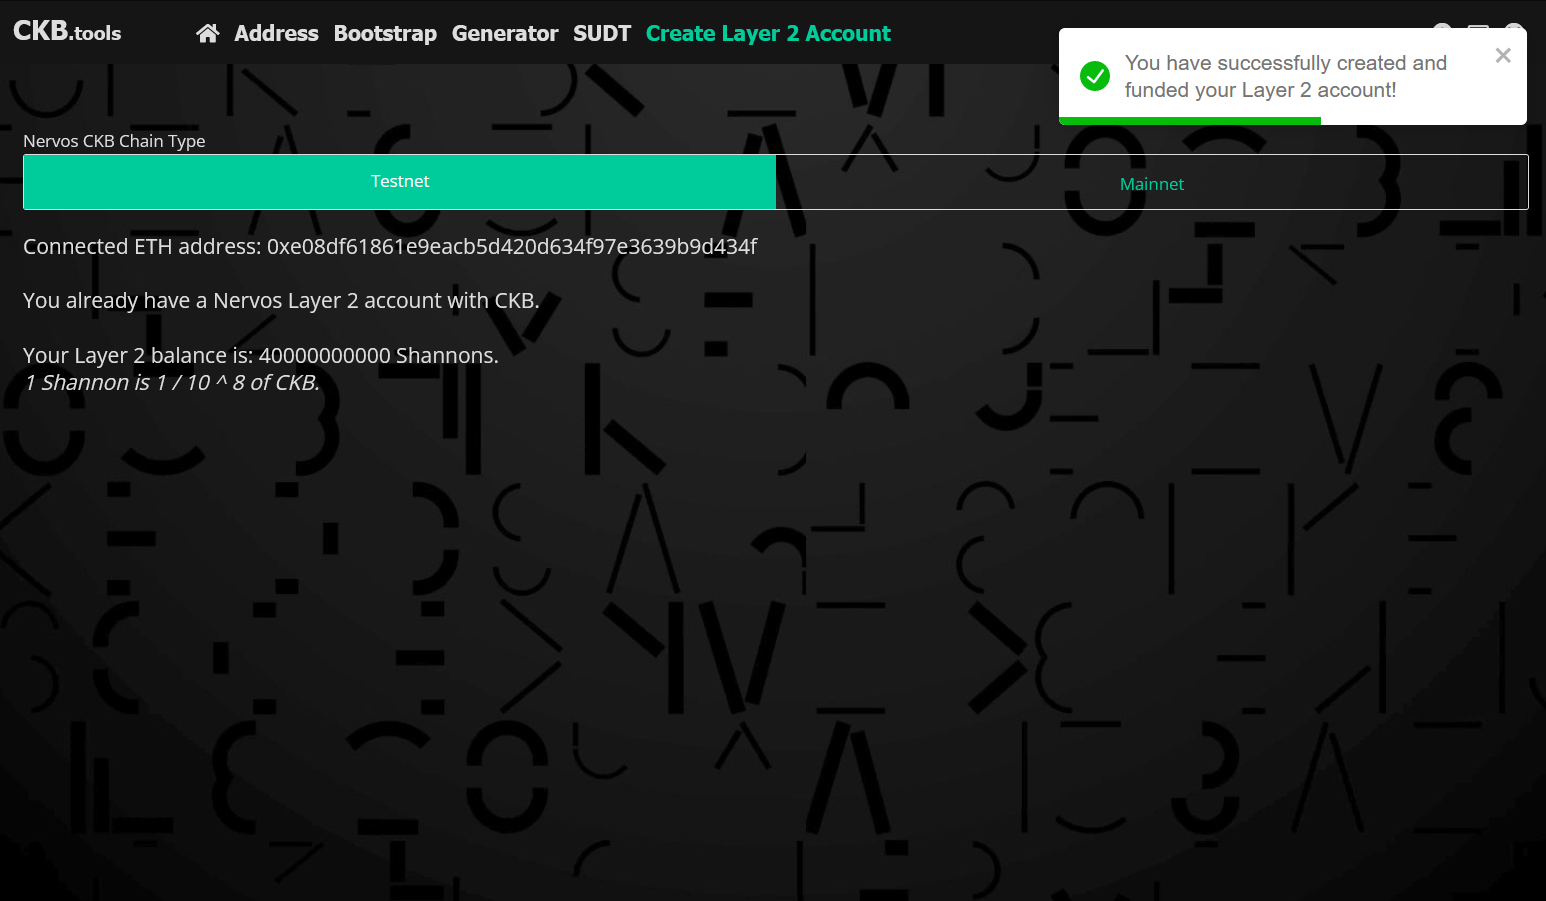 CKB.tools
Address Bootstrap Generator SUDT Create Layer 2 Account
You have successfully created and
funded your Layer 2 account!
Nervos CKB Chain Type
Testnet
Mainnet
Connected ETH address: 0xe08df61861e9eacb5d420d634f97e3639b9d434f
You already have a Nervos Layer 2 account with CKB.
Your Layer 2 balance is: 40000000000 Shannons.
1 Shannon is 1 / 10 ^ 8 of CKB.